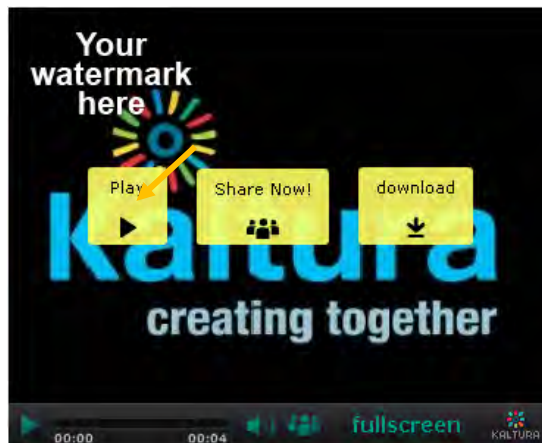 Your
watermark
here
Play
Share Now!
download
kaltura
creating together
00:00
00:04
fullscreen
KALTURA